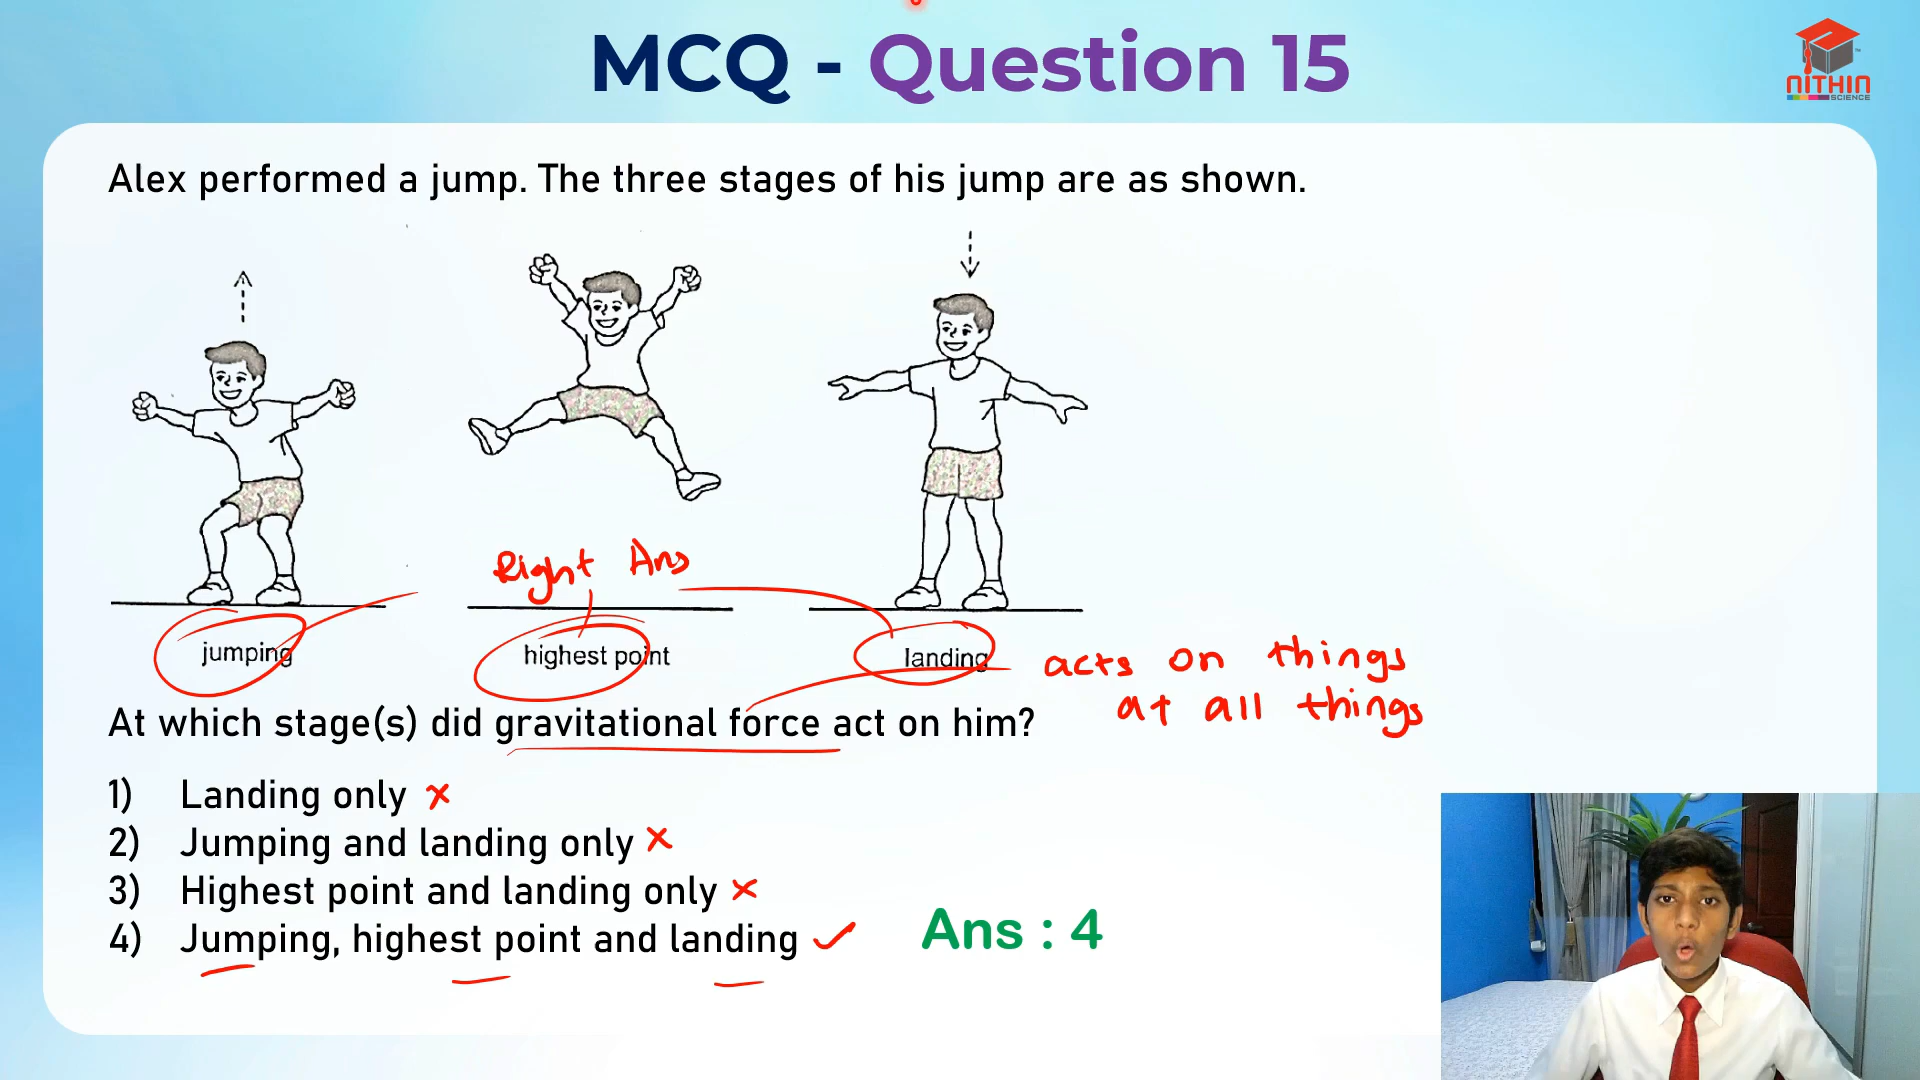 MCQ - Question 15
NITHIN
SCIENCE
Alex performed a jump. The three stages of his jump are as shown.
Right Ans
jumping
highest point
landing
acts on things
at all things
At which stage(s) did gravitational force act on him?
1) Landing only x
2) Jumping and landing only x
3) Highest point and landing only x
4) Jumping, highest point and landing ✓
Ans : 4